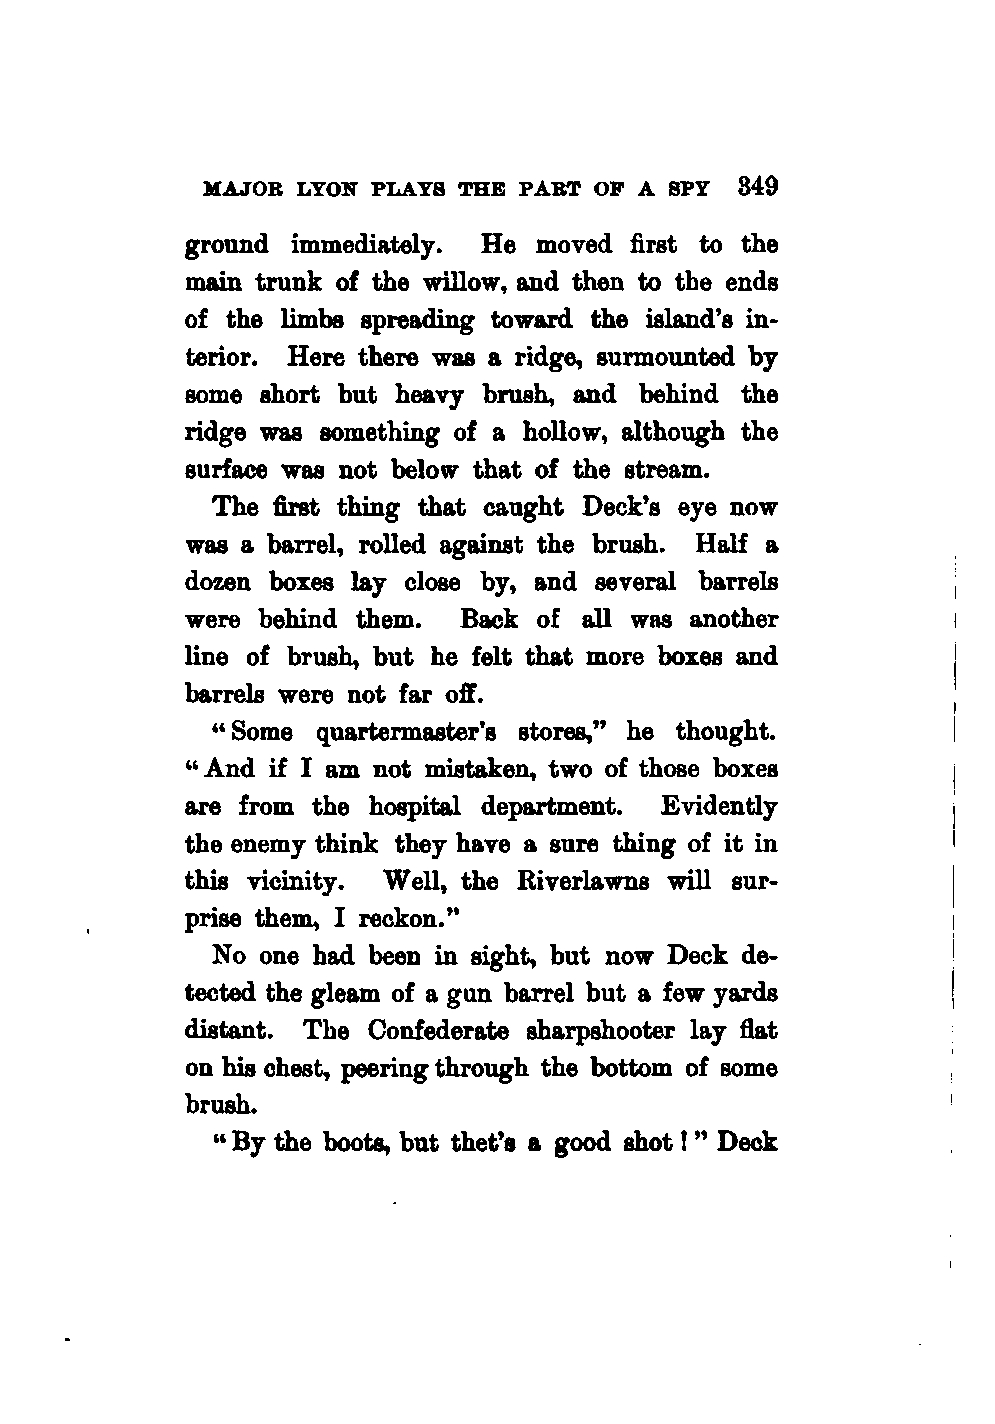 MAJOR LYON PLAYS THE PART OF A SPY 349
ground immediately. He moved first to the
main trunk of the willow, and then to the ends
of the limbs spreading toward the island's in-
terior. Here there was a ridge, surmounted by
some short but heavy brush, and behind the
ridge was something of a hollow, although the
surface was not below that of the stream.
The first thing that caught Deck's eye now
was a barrel, rolled against the brush. Half a
dozen boxes lay close by, and several barrels
were behind them. Back of all was another
line of brush, but he felt that more boxes and
barrels were not far off.
"Some quartermaster's stores," he thought.
"And if I am not mistaken, two of those boxes
are from the hospital department. Evidently
the enemy think they have a sure thing of it in
this vicinity. Well, the Riverlawns will sur-
prise them, I reckon."
No one had been in sight, but now Deck de-
tected the gleam of a gun barrel but a few yards
distant. The Confederate sharpshooter lay flat
on his chest, peering through the bottom of some
brush.
"By the boots, but thet's a good shot!" Deck